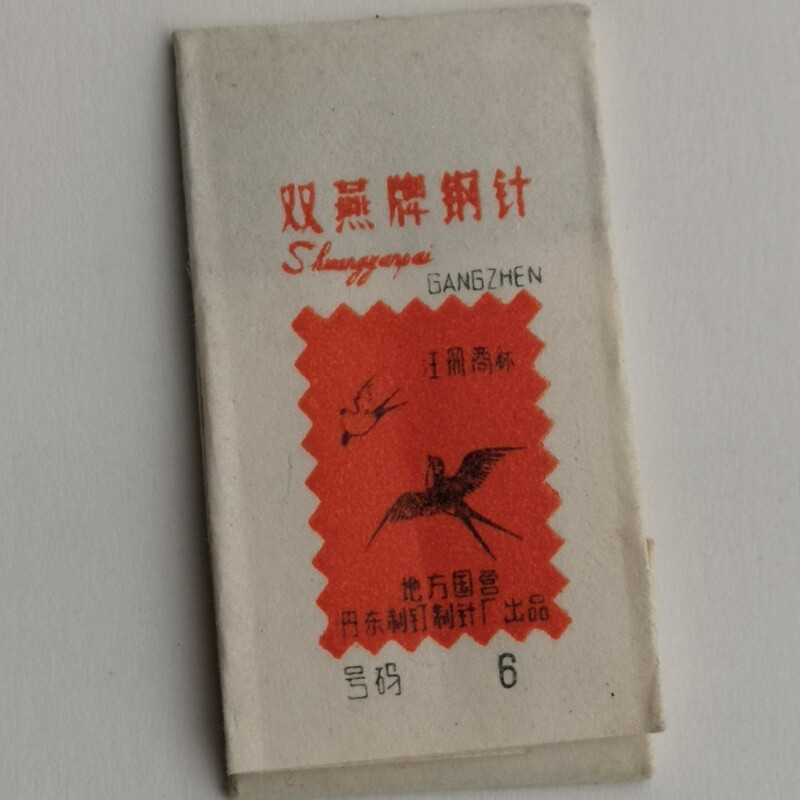 双燕牌钢针
Shuangyanpai
GANGZHEN
注册商标
地方国营
丹东制钉制针厂出品
号码 6